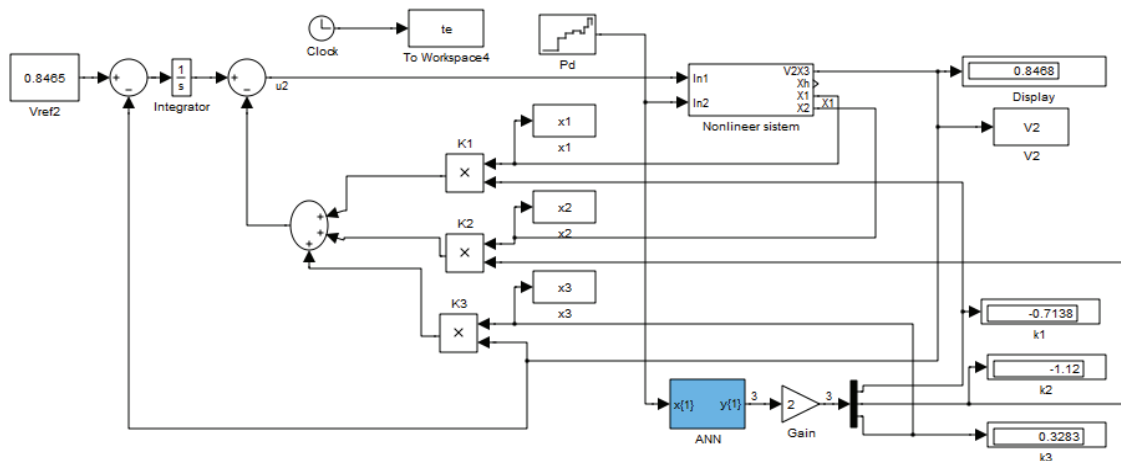 te
Clock
To Workspace4
Pd
0.8465
Vref2
+
−
1
s
Integrator
+
−
u2
In1
In2
V2X3
Xh
X1
X2
X1
Nonlineer sistem
0.8468
Display
V2
V2
x1
x1
K1
×
x2
x2
K2
×
+
+
+
x3
x3
K3
×
-0.7138
k1
-1.12
k2
0.3283
k3
x{1}
y{1}
ANN
3
2
Gain
3